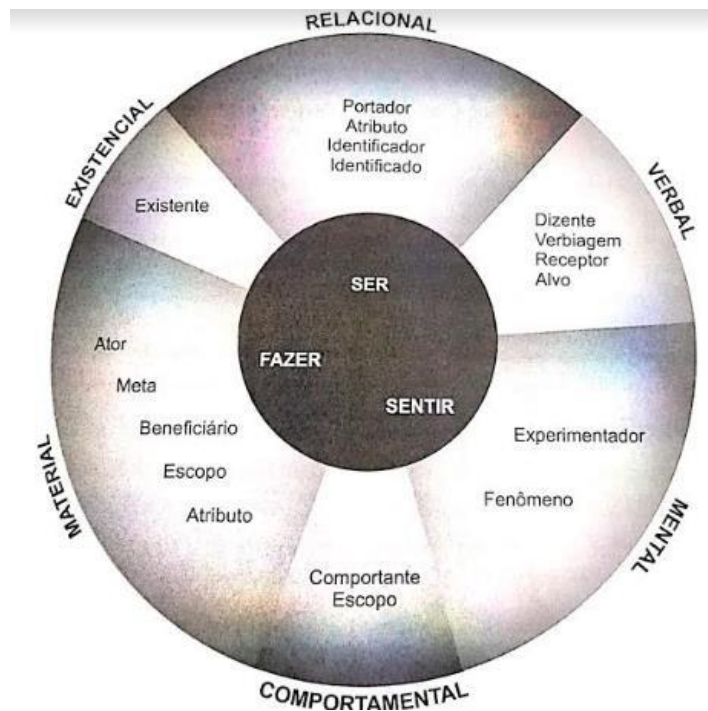 RELACIONAL
Portador
Atributo
Identificador
Identificado
EXISTENCIAL
Existente
VERBAL
Dizente
Verbiagem
Receptor
Alvo
SER
FAZER
SENTIR
Ator
Meta
Beneficiário
Escopo
Atributo
MATERIAL
Experimentador
Fenômeno
MENTAL
Comportante
Escopo
COMPORTAMENTAL